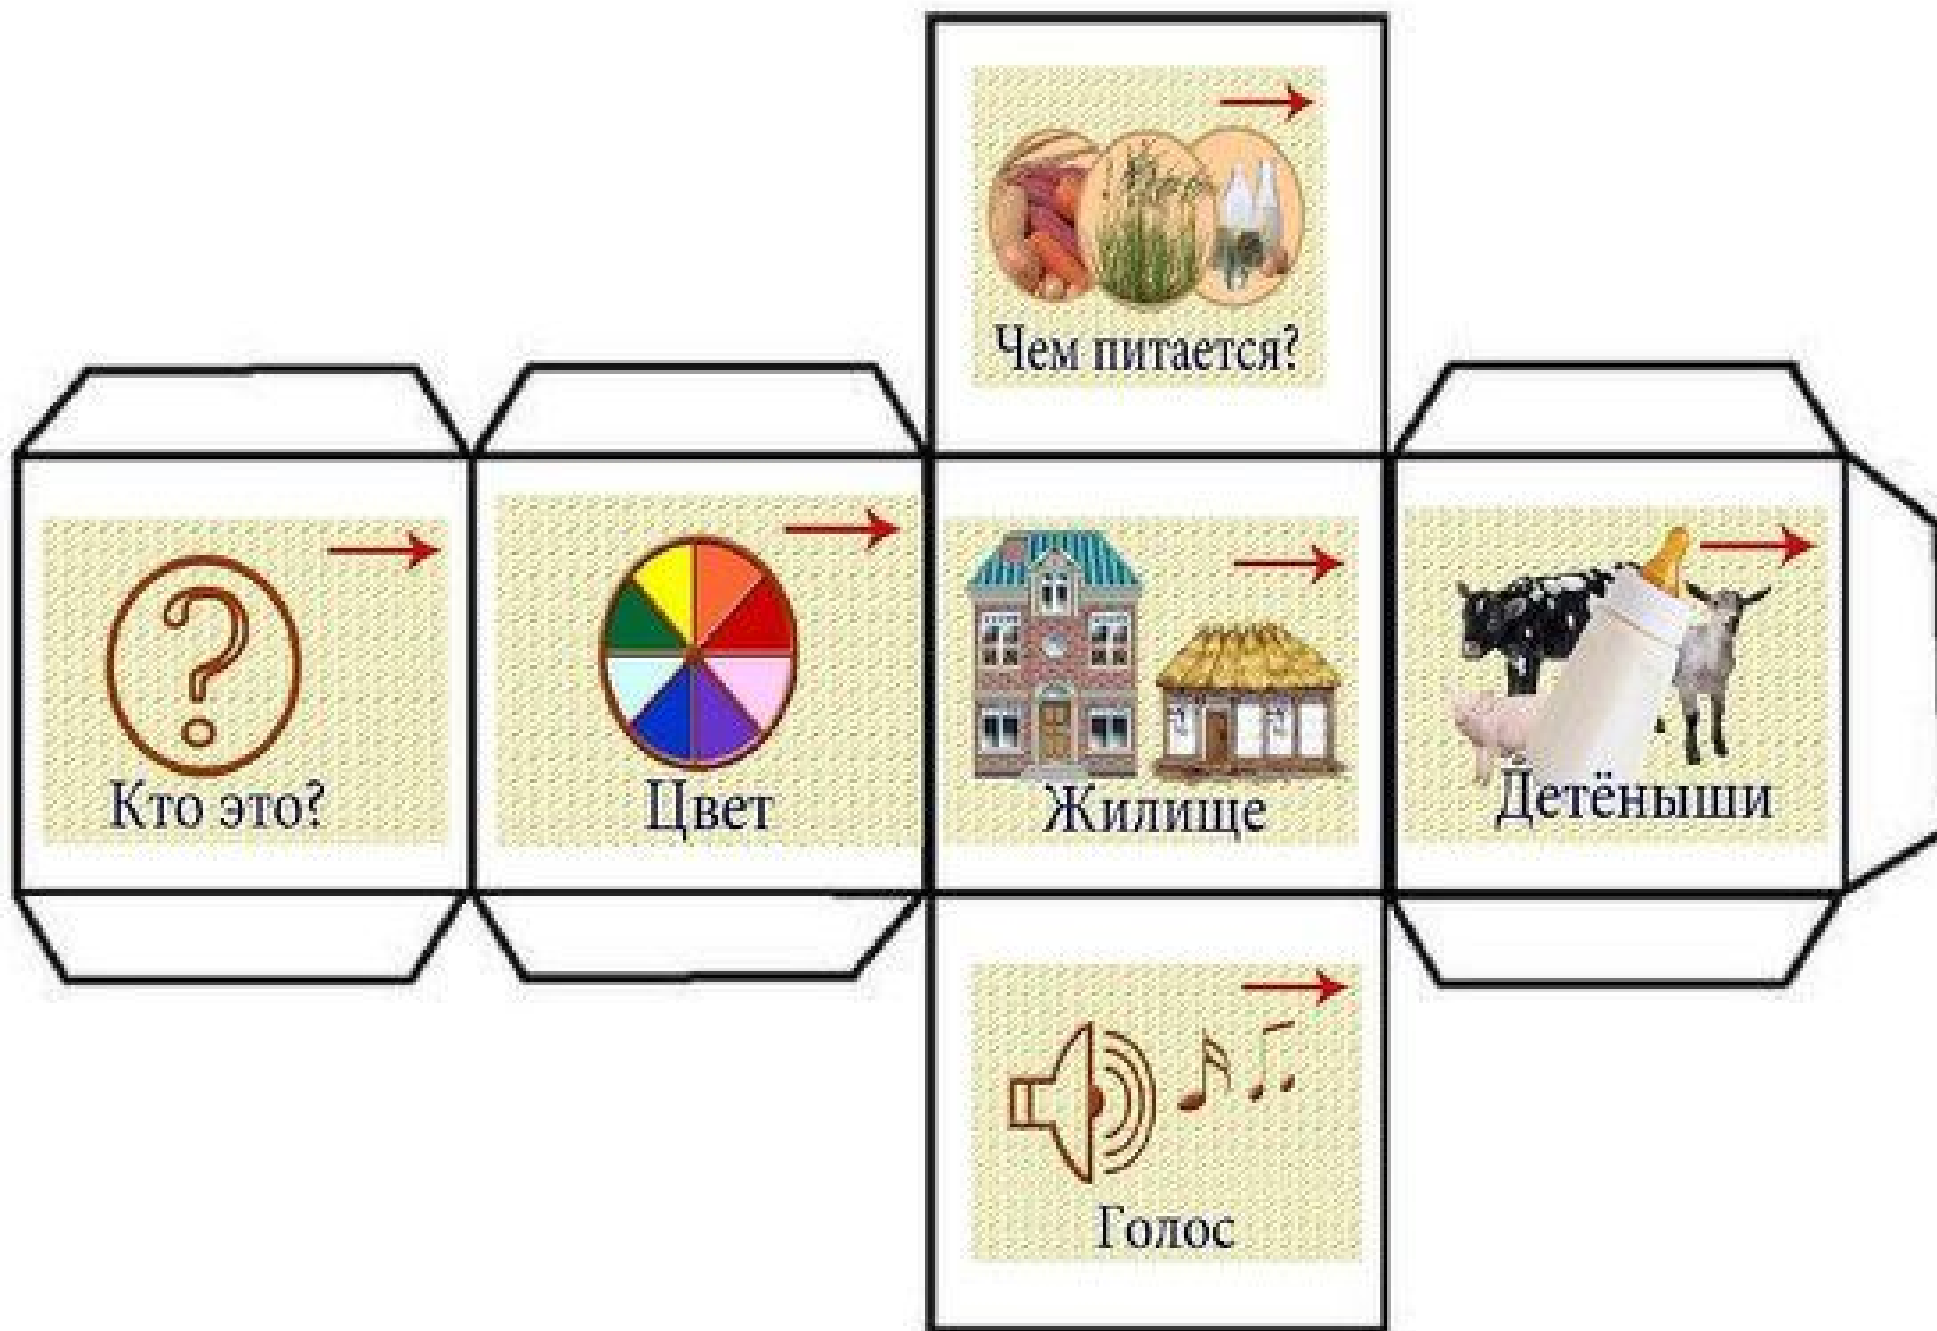 Чем питается?
Кто это?
Цвет
Жилище
Детёныши
Голос